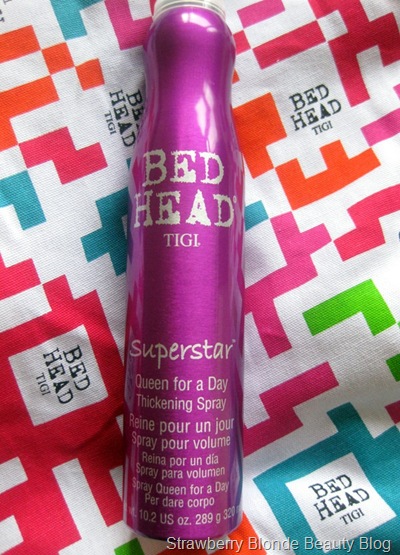 BED
HEAD
TIGI
BED
HEAD
TIGI
BED
HEAD®
TIGI®
Superstar™
Queen for a Day
Thickening Spray
Reine pour un jour
Spray pour volume
Reina por un día
Spray para volumen
Spray Queen for a Day
Per dare corpo
10.2 US oz. 289 g 320
BED
HEAD
TIGI
BED
HEAD
TIGI
Strawberry Blonde Beauty Blog